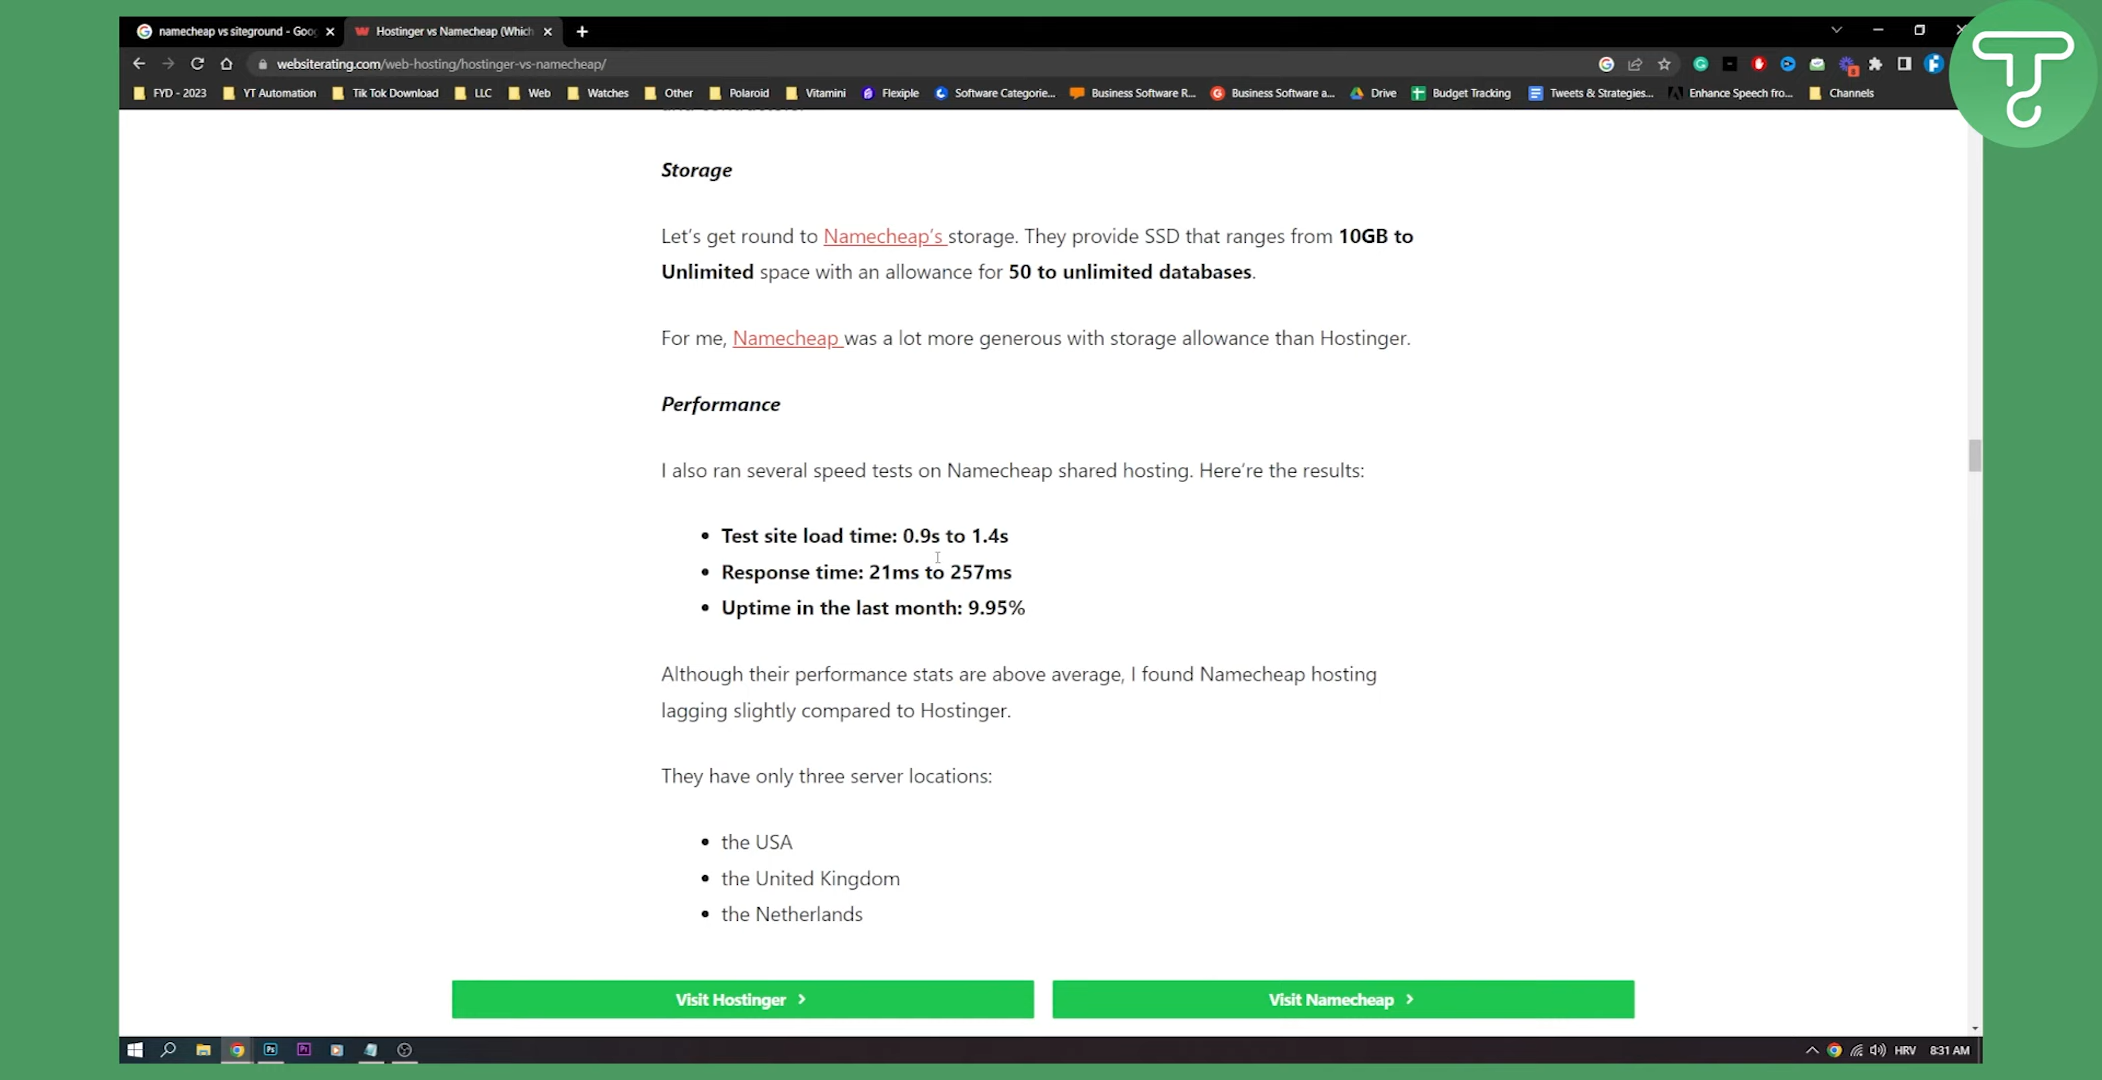 namecheap vs siteground - Goo
Hostinger vs Namecheap (Which
websiterating.com/web-hosting/hostinger-vs-namecheap/
FYD - 2023
YT Automation
Tik Tok Download
LLC
Web
Watches
Other
Polaroid
Vitamini
Flexiple
Software Categorie...
Business Software R...
Business Software a...
Drive
Budget Tracking
Tweets & Strategies...
Enhance Speech fro...
Channels
Storage
Let's get round to Namecheap's storage. They provide SSD that ranges from 10GB to
Unlimited space with an allowance for 50 to unlimited databases.
For me, Namecheap was a lot more generous with storage allowance than Hostinger.
Performance
I also ran several speed tests on Namecheap shared hosting. Here're the results:
• Test site load time: 0.9s to 1.4s
• Response time: 21ms to 257ms
• Uptime in the last month: 9.95%
Although their performance stats are above average, I found Namecheap hosting
lagging slightly compared to Hostinger.
They have only three server locations:
• the USA
• the United Kingdom
• the Netherlands
Visit Hostinger
Visit Namecheap
Ps
Pr
HRV
8:31 AM